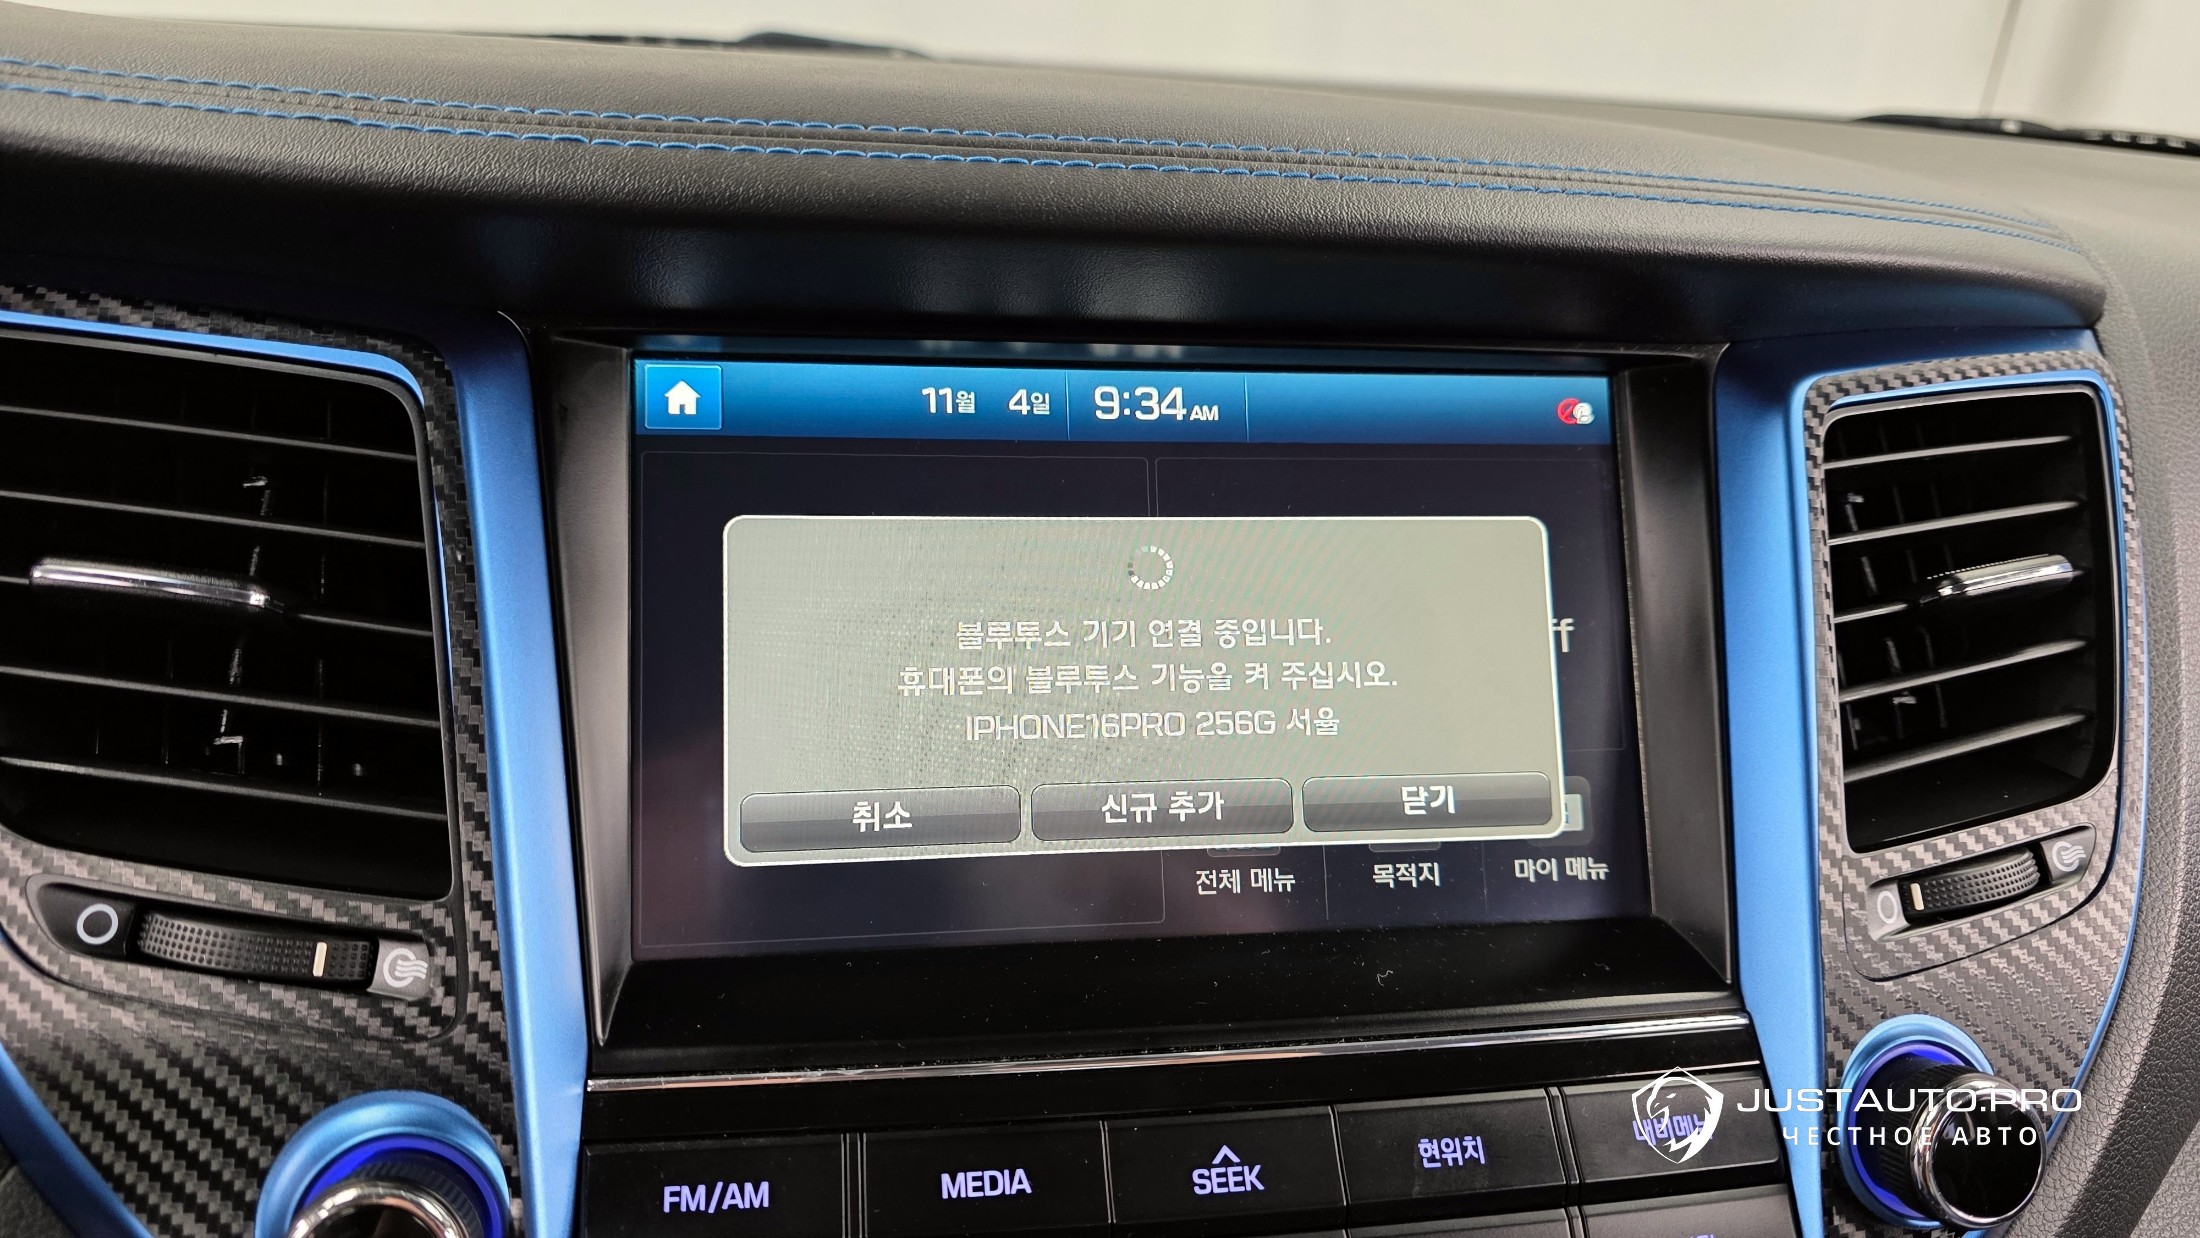 11월 4일 9:34 AM
블루투스 기기 연결 중입니다.
휴대폰의 블루투스 기능을 켜 주십시오.
IPHONE16PRO 256G 서율
취소 신규 추가 닫기
전체 메뉴 목적지 마이 메뉴
FM/AM MEDIA SEEK 현위치
JUSTAUTO.PRO
ЧЕСТНОЕ АВТО